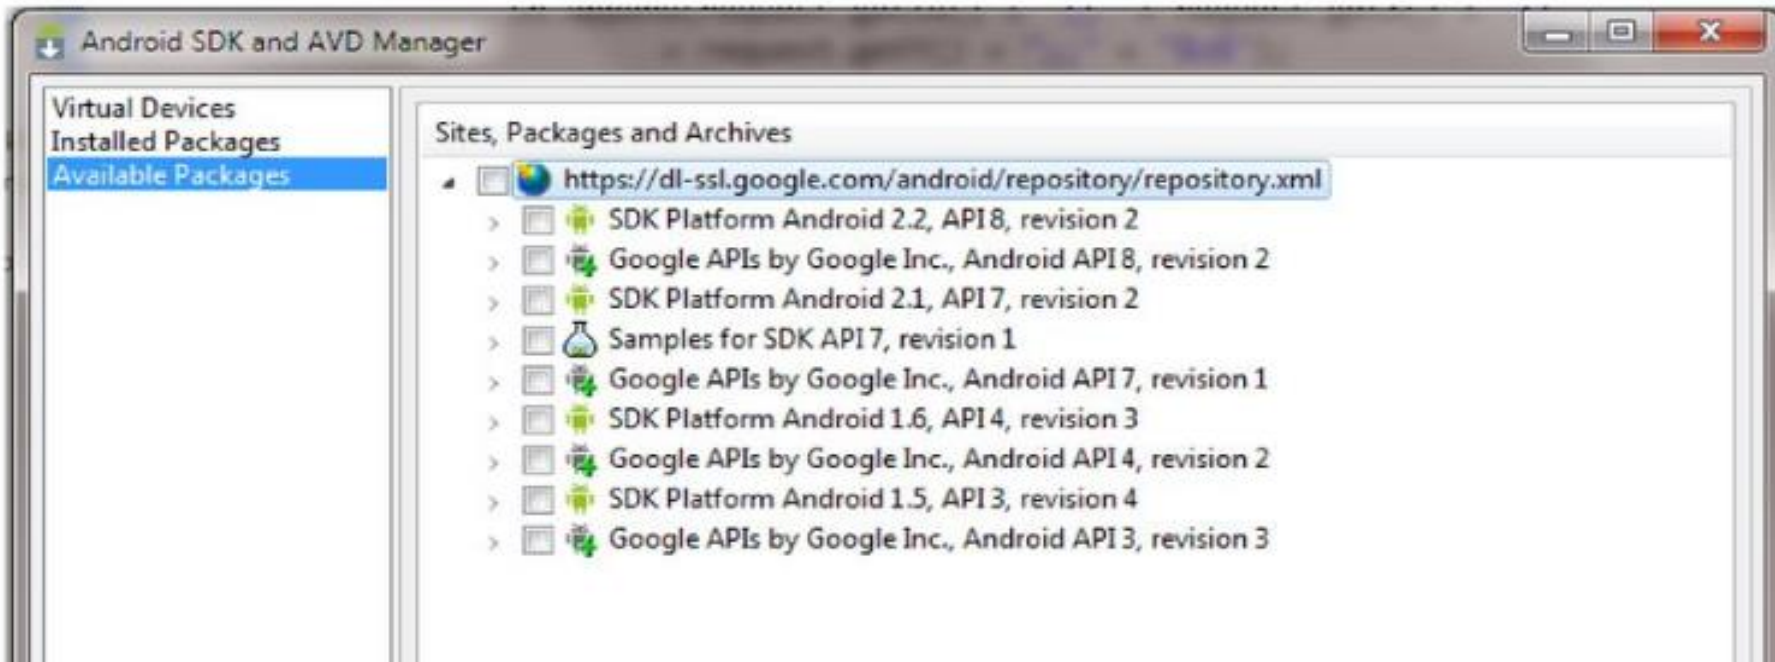 Android SDK and AVD Manager
Virtual Devices
Installed Packages
Available Packages
Sites, Packages and Archives
https://dl-ssl.google.com/android/repository/repository.xml
SDK Platform Android 2.2, API 8, revision 2
Google APIs by Google Inc., Android API 8, revision 2
SDK Platform Android 2.1, API 7, revision 2
Samples for SDK API 7, revision 1
Google APIs by Google Inc., Android API 7, revision 1
SDK Platform Android 1.6, API 4, revision 3
Google APIs by Google Inc., Android API 4, revision 2
SDK Platform Android 1.5, API 3, revision 4
Google APIs by Google Inc., Android API 3, revision 3